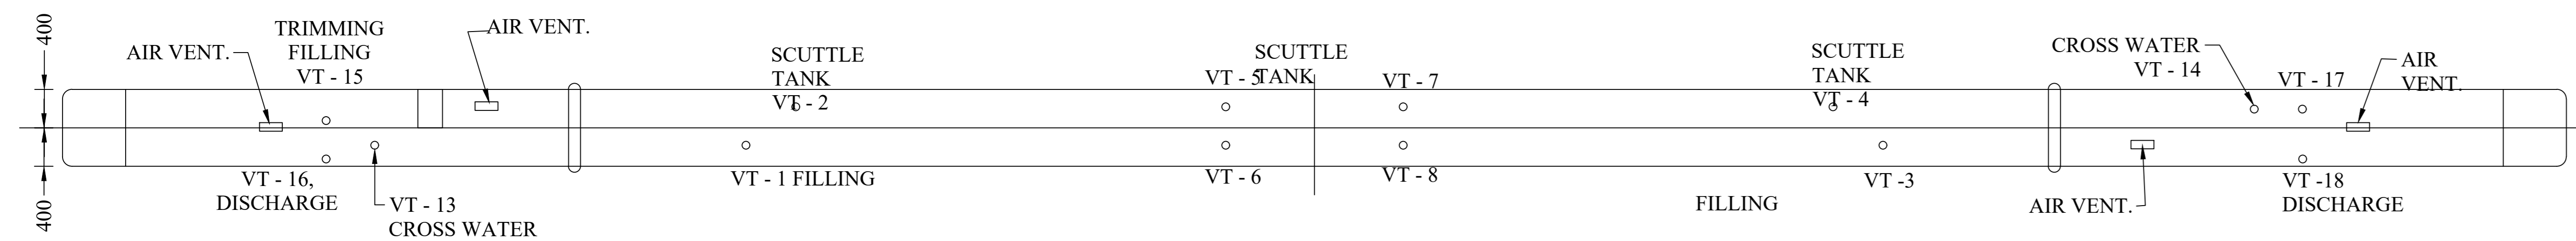 400
TRIMMING
FILLING
VT - 15
AIR VENT.
AIR VENT.
SCUTTLE
TANK
VT - 2
SCUTTLE
TANK
VT - 5
VT - 7
SCUTTLE
TANK
VT - 4
CROSS WATER
VT - 14
VT - 17
AIR
VENT.
400
VT - 16,
DISCHARGE
VT - 13
CROSS WATER
VT - 1 FILLING
VT - 6
VT - 8
FILLING
VT -3
AIR VENT.
VT -18
DISCHARGE